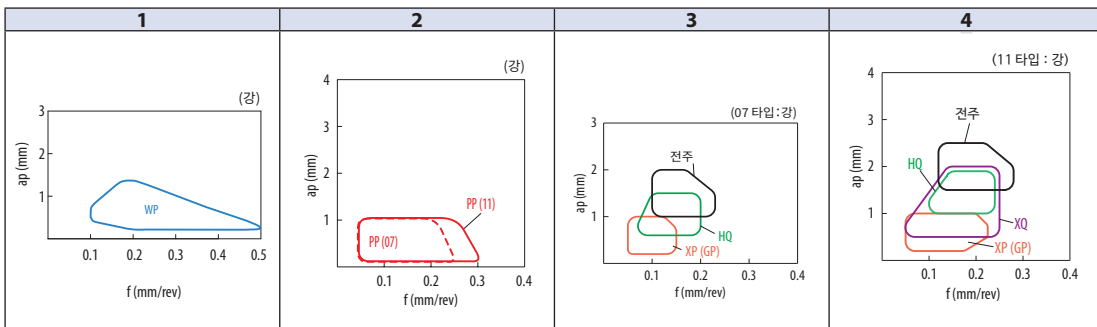 1
2
3
4
(강)
3
2
1
ap (mm)
WP
0.1
0.2
0.3
0.4
0.5
f (mm/rev)
(강)
4
3
2
1
ap (mm)
PP (11)
PP (07)
0.1
0.2
0.3
0.4
f (mm/rev)
(07 타입:강)
3
2
1
ap (mm)
전주
HQ
XP (GP)
0.1
0.2
0.3
0.4
f (mm/rev)
(11 타입 : 강)
4
3
2
1
0
ap (mm)
전주
HQ
XQ
XP (GP)
0.1
0.2
0.3
0.4
f (mm/rev)